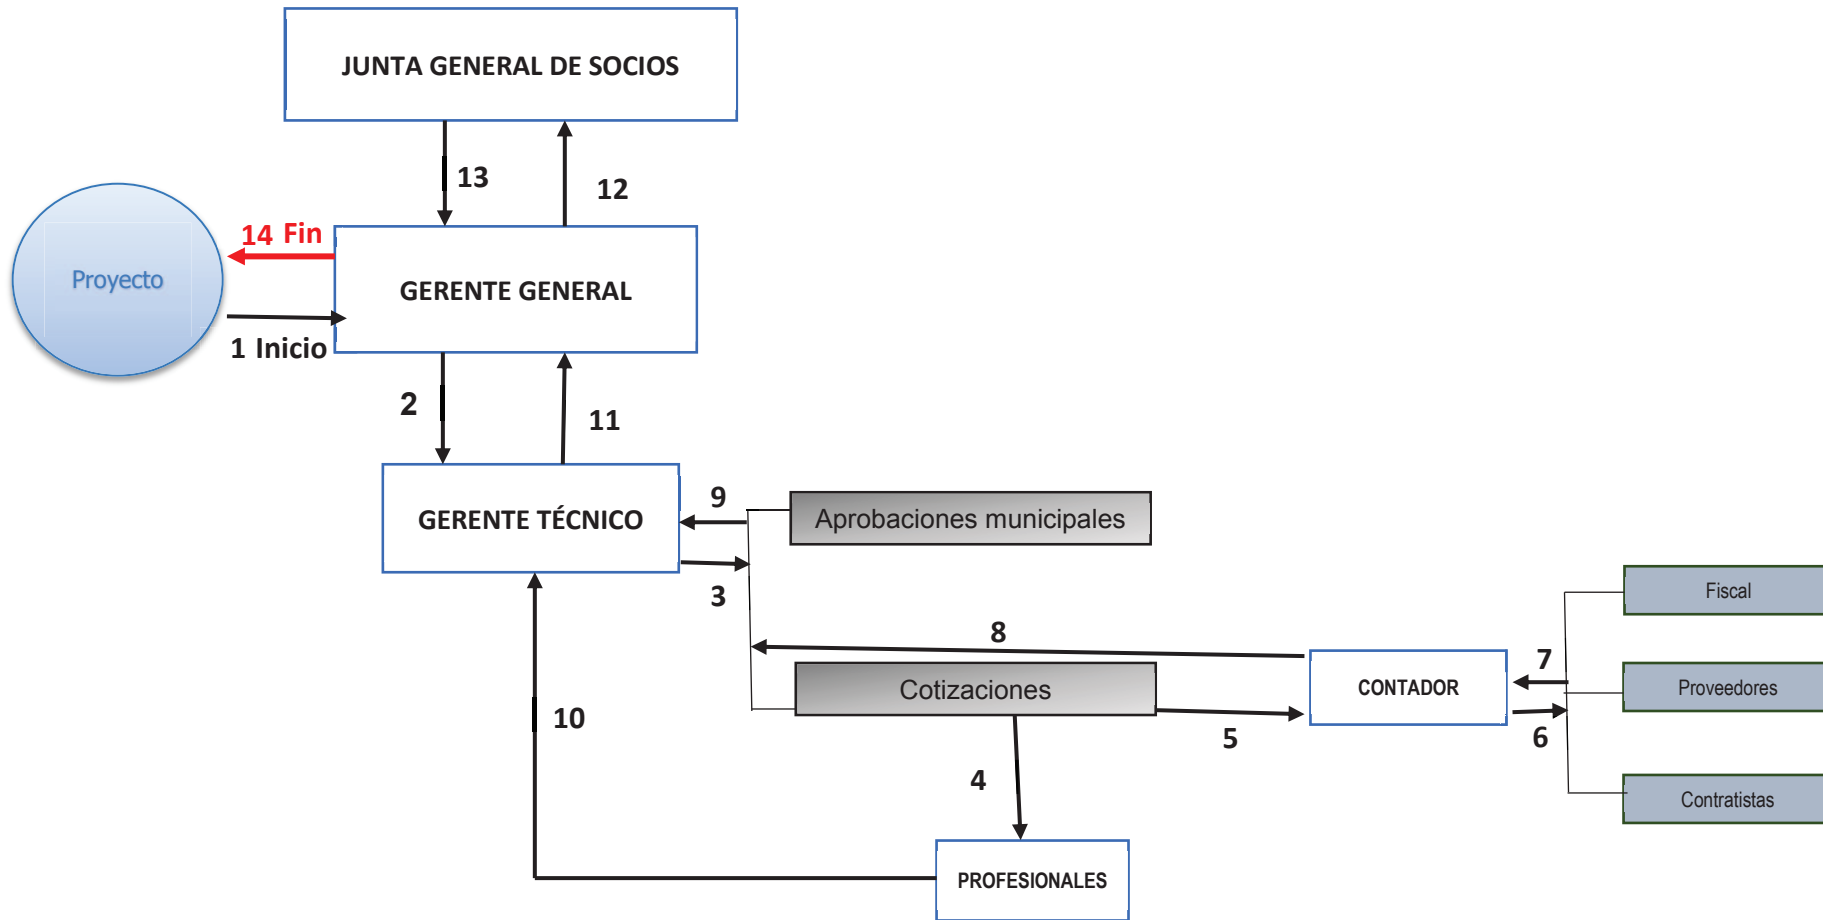 JUNTA GENERAL DE SOCIOS
13
12
14 Fin
Proyecto
GERENTE GENERAL
1 Inicio
2
11
9
Aprobaciones municipales
GERENTE TÉCNICO
3
Fiscal
8
7
CONTADOR
Proveedores
Cotizaciones
10
5
6
4
Contratistas
PROFESIONALES